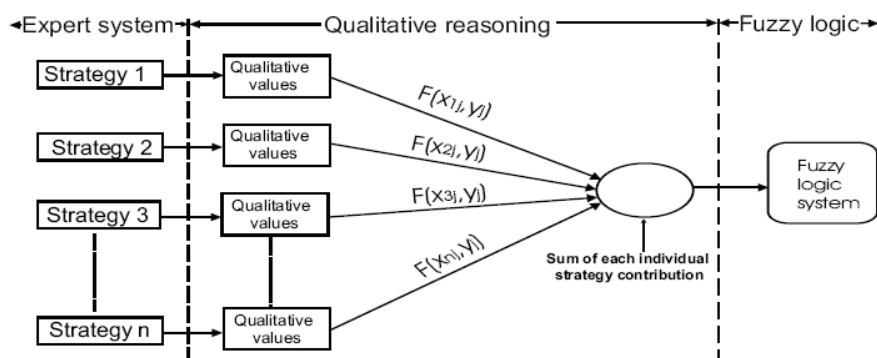 Expert system
Qualitative reasoning
Fuzzy logic
Strategy 1
Qualitative
values
F(x1j,yj)
Strategy 2
Qualitative
values
F(x2j,yj)
Strategy 3
Qualitative
values
F(x3j,yj)
Fuzzy
logic
system
F(xnj,yj)
Sum of each individual
strategy contribution
Strategy n
Qualitative
values